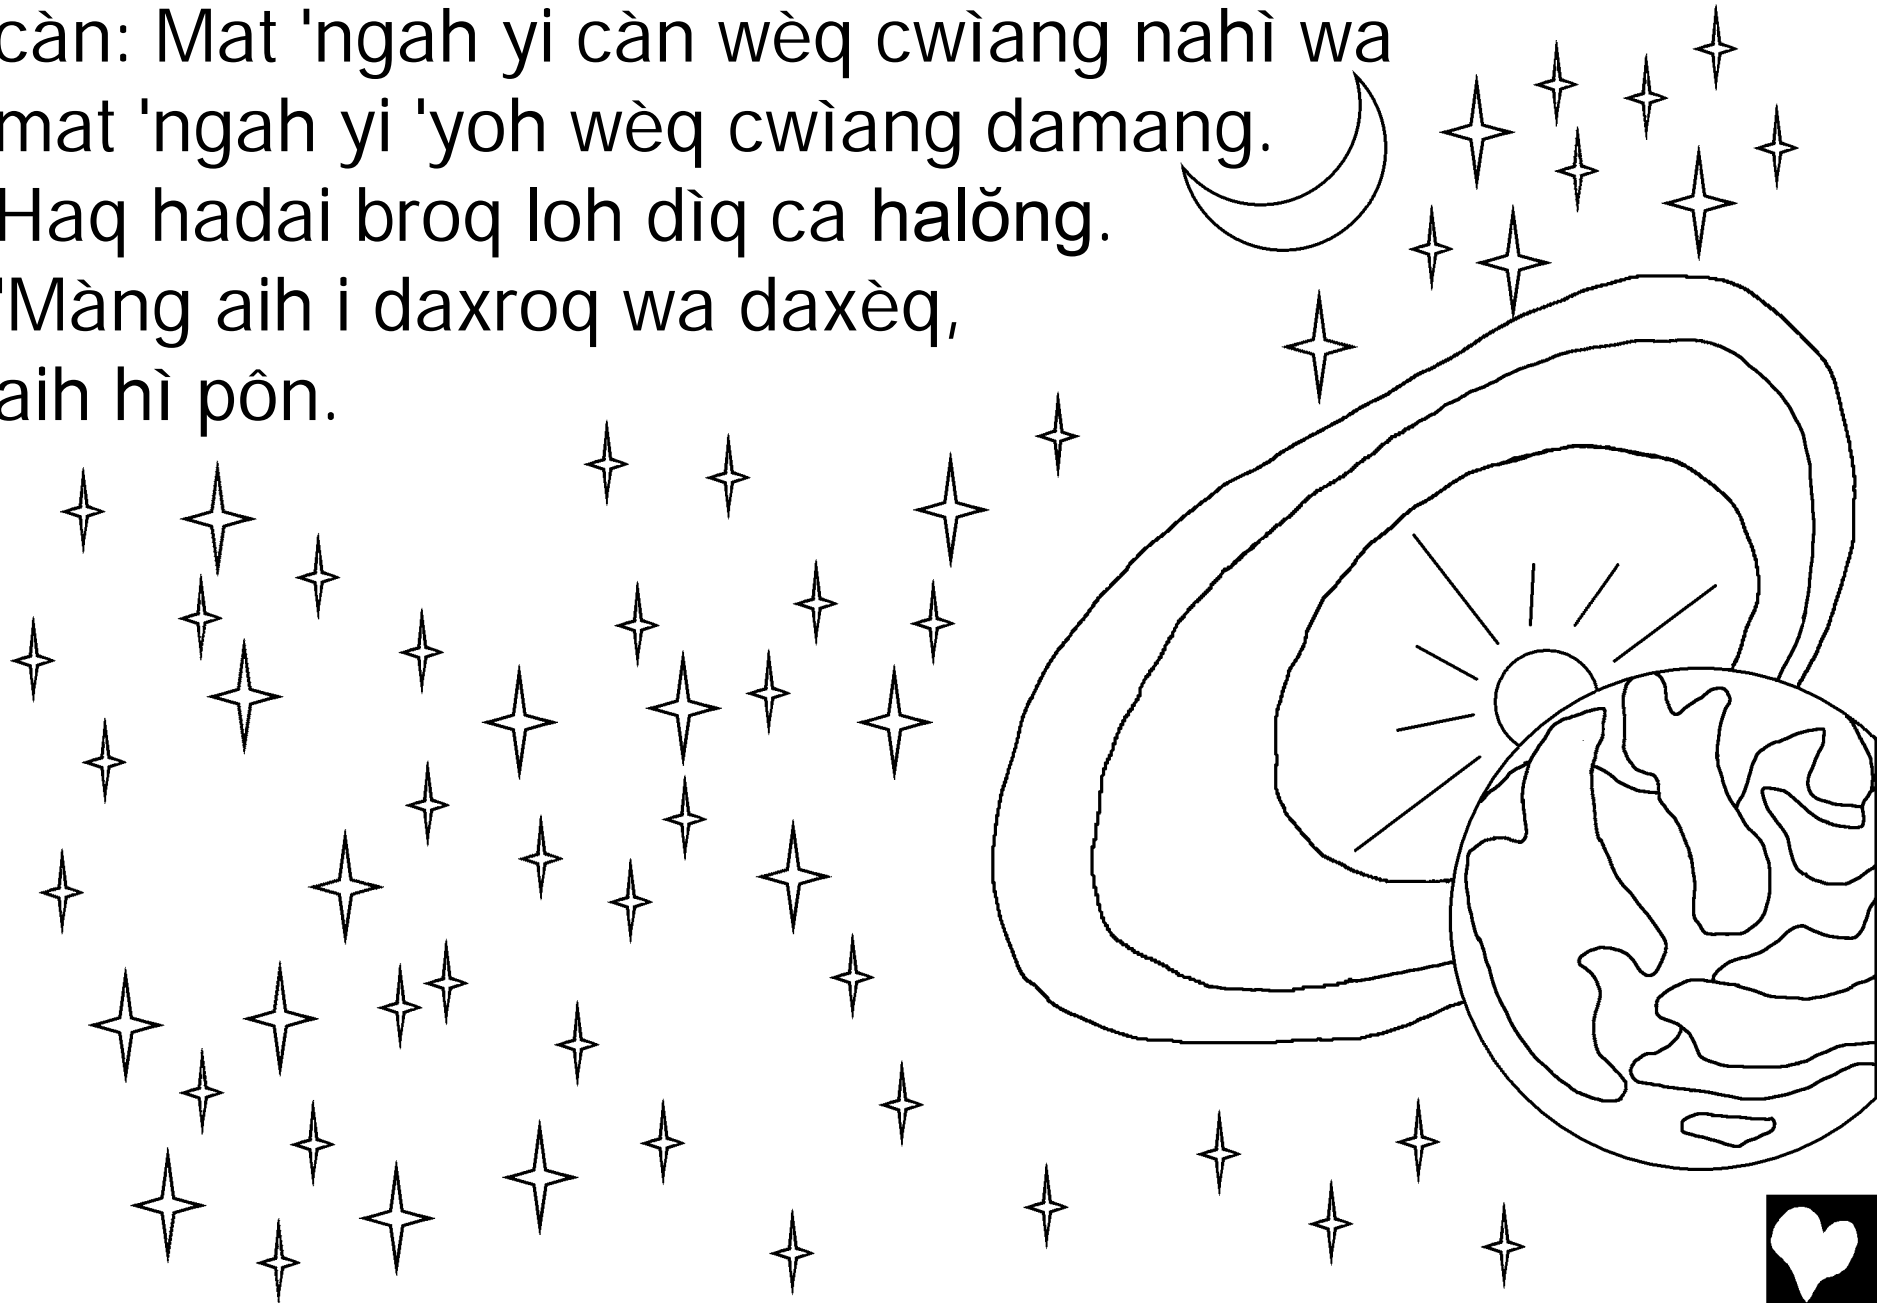 càn: Mat 'ngah yi càn wèq cwìang nahì wa
mat 'ngah yi 'yoh wèq cwìang damang.
Haq hadai broq loh dìq ca halŏng.
'Màng aih i daxroq wa daxèq,
aih hì pôn.